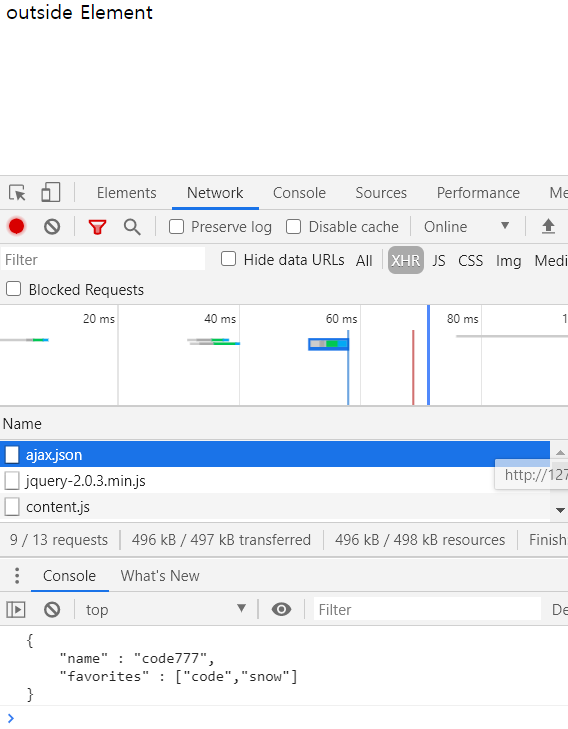 outside Element
Elements Network Console Sources Performance Me
Preserve log Disable cache Online
Filter Hide data URLs All XHR JS CSS Img Medi
Blocked Requests
20 ms 40 ms 60 ms 80 ms 1
Name
ajax.json
http://127
jquery-2.0.3.min.js
content.js
9 / 13 requests 496 kB / 497 kB transferred 496 kB / 498 kB resources Finish:
Console What's New
top Filter De
{
"name" : "code777",
"favorites" : ["code","snow"]
}